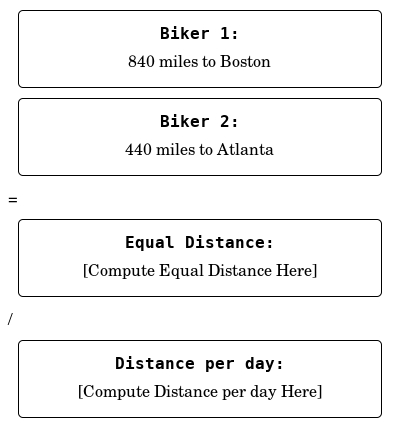 Biker 1:
840 miles to Boston
Biker 2:
440 miles to Atlanta
=
Equal Distance:
[Compute Equal Distance Here]
/
Distance per day:
[Compute Distance per day Here]